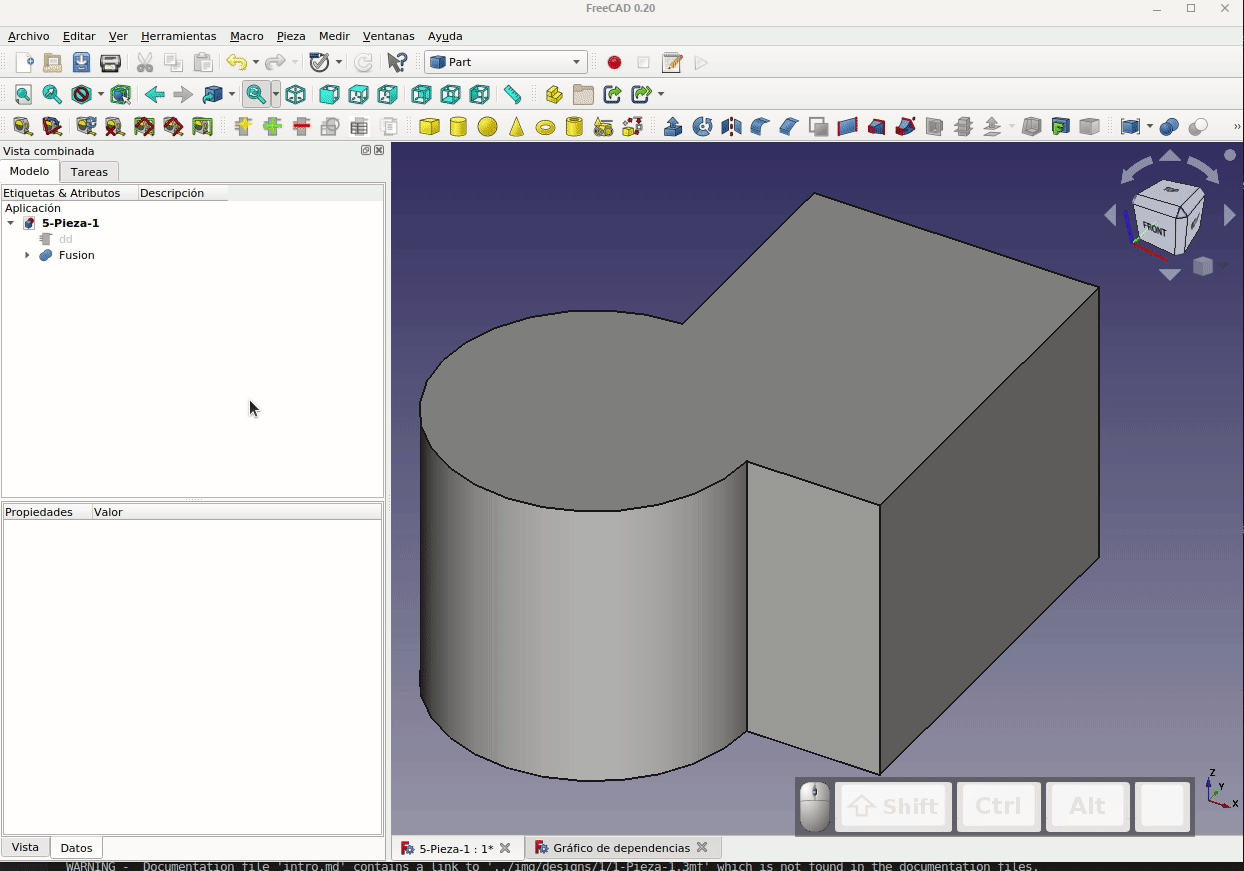 FreeCAD 0.20
Archivo Editar Ver Herramientas Macro Pieza Medir Ventanas Ayuda
Part
»
Vista combinada
Modelo Tareas
Etiquetas & Atributos Descripción
Aplicación
5-Pieza-1
dd
Fusion
FRONT
Propiedades Valor
Shift Ctrl Alt
Z
Y
X
Vista Datos
5-Pieza-1 : 1* Gráfico de dependencias
WARNING - Documentation file 'intro.md' contains a link to '../img/designs/1/1-Pieza-1.3mf' which is not found in the documentation files.